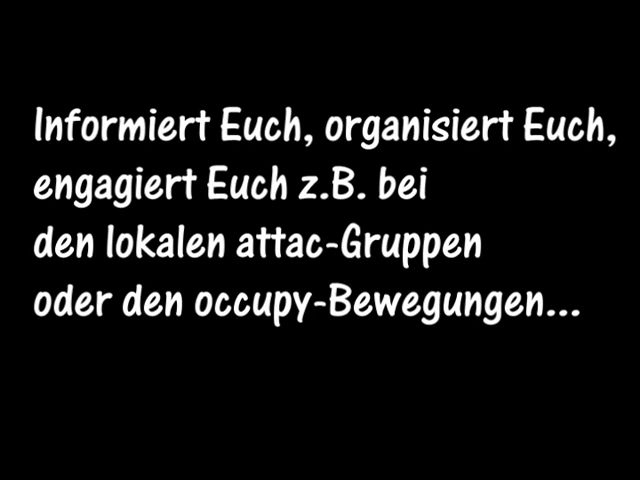 Informiert Euch, organisiert Euch,
engagiert Euch z.B. bei
den lokalen attac-Gruppen
oder den occupy-Bewegungen...